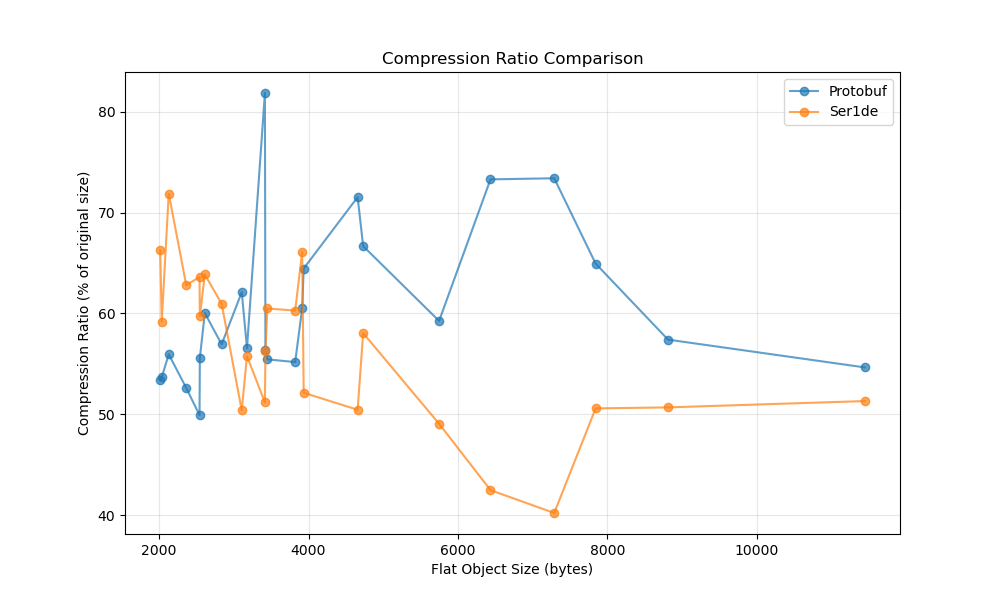 Compression Ratio Comparison
Protobuf
Ser1de
80
70
60
50
40
Compression Ratio (% of original size)
2000 4000 6000 8000 10000
Flat Object Size (bytes)